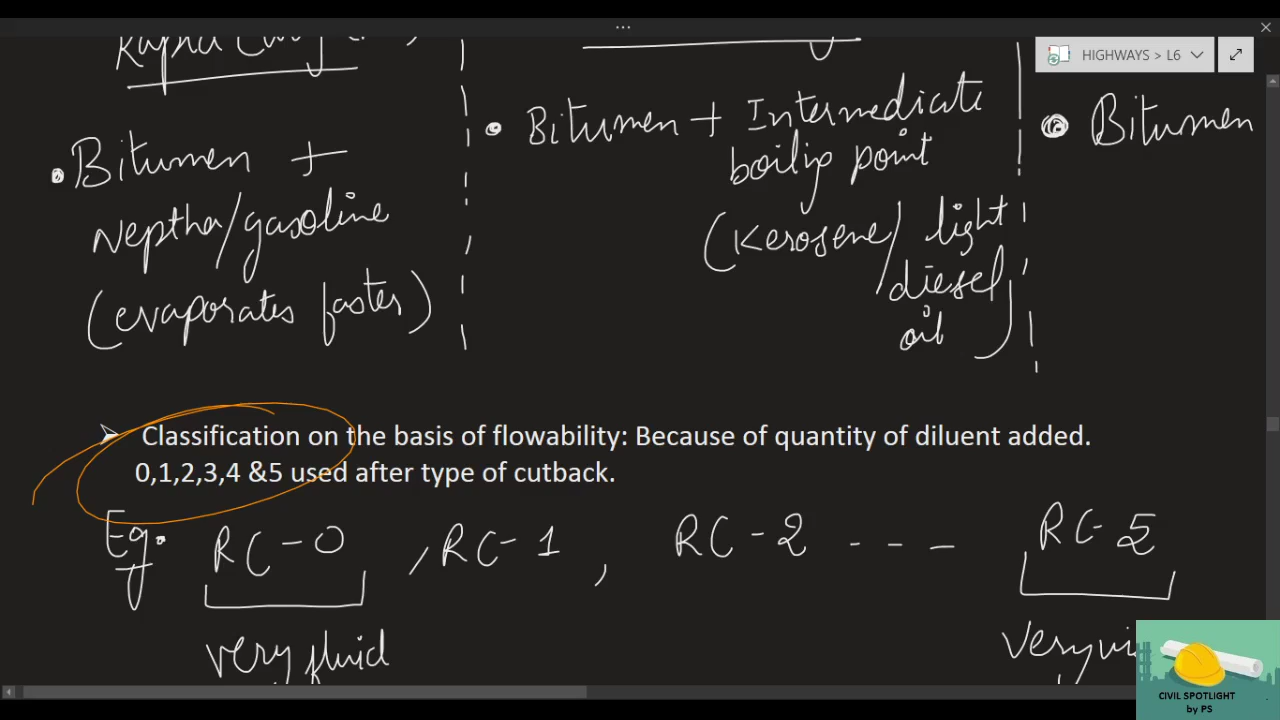 HIGHWAYS > L6
• Bitumen +
Neptha/gasoline
(evaporates faster)
• Bitumen + Intermediate
boilig point
(Kerosene/light
diesel
oil)
• Bitumen
Classification on the basis of flowability: Because of quantity of diluent added.
0,1,2,3,4 &5 used after type of cutback.
Eg. RC-0, RC-1, RC-2 --- RC-5
very fluid
very
CIVIL SPOTLIGHT
by PS